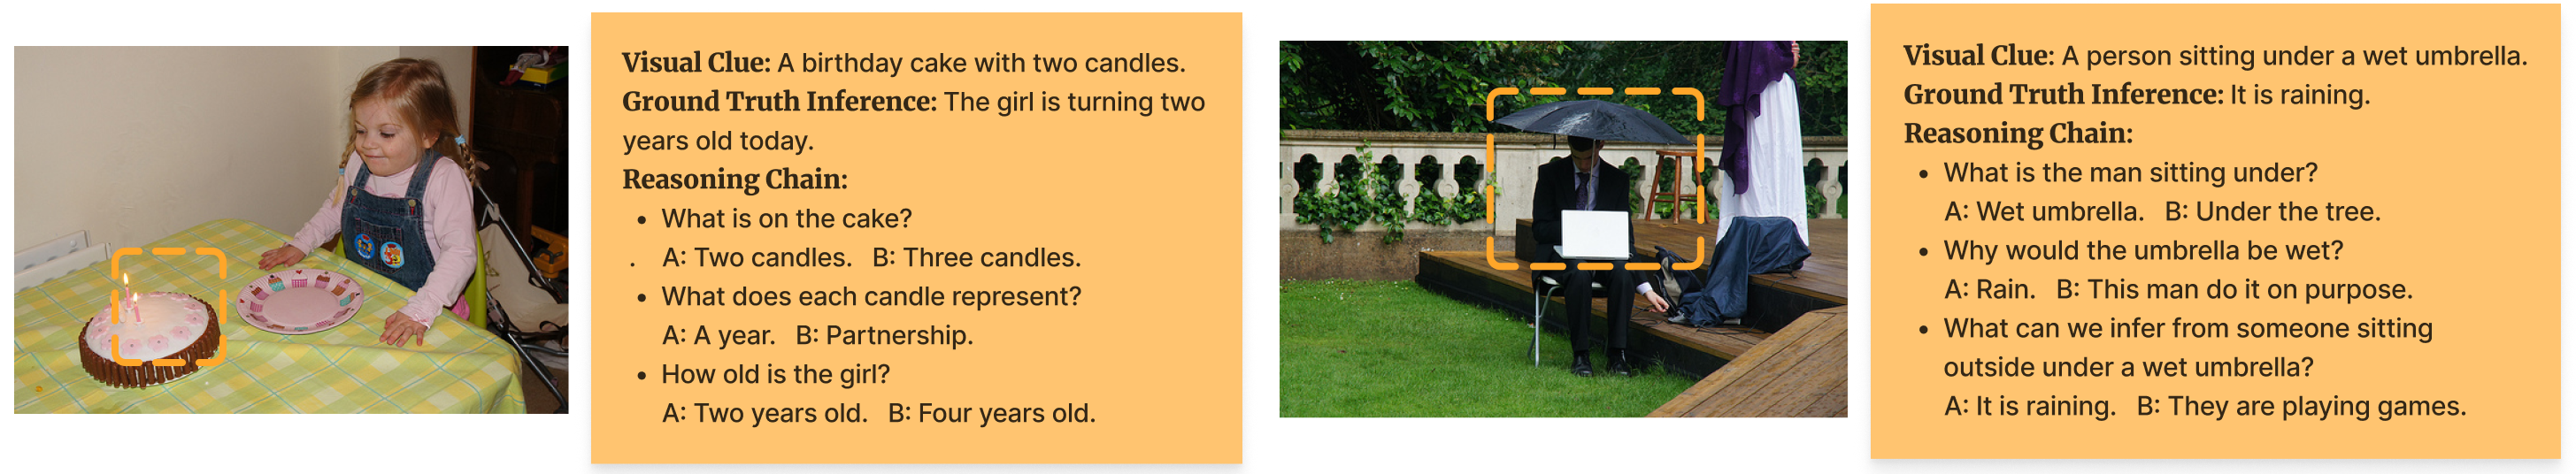 Visual Clue: A birthday cake with two candles.
Ground Truth Inference: The girl is turning two
years old today.
Reasoning Chain:
• What is on the cake?
. A: Two candles. B: Three candles.
• What does each candle represent?
A: A year. B: Partnership.
• How old is the girl?
A: Two years old. B: Four years old.
Visual Clue: A person sitting under a wet umbrella.
Ground Truth Inference: It is raining.
Reasoning Chain:
• What is the man sitting under?
A: Wet umbrella. B: Under the tree.
• Why would the umbrella be wet?
A: Rain. B: This man do it on purpose.
• What can we infer from someone sitting
outside under a wet umbrella?
A: It is raining. B: They are playing games.